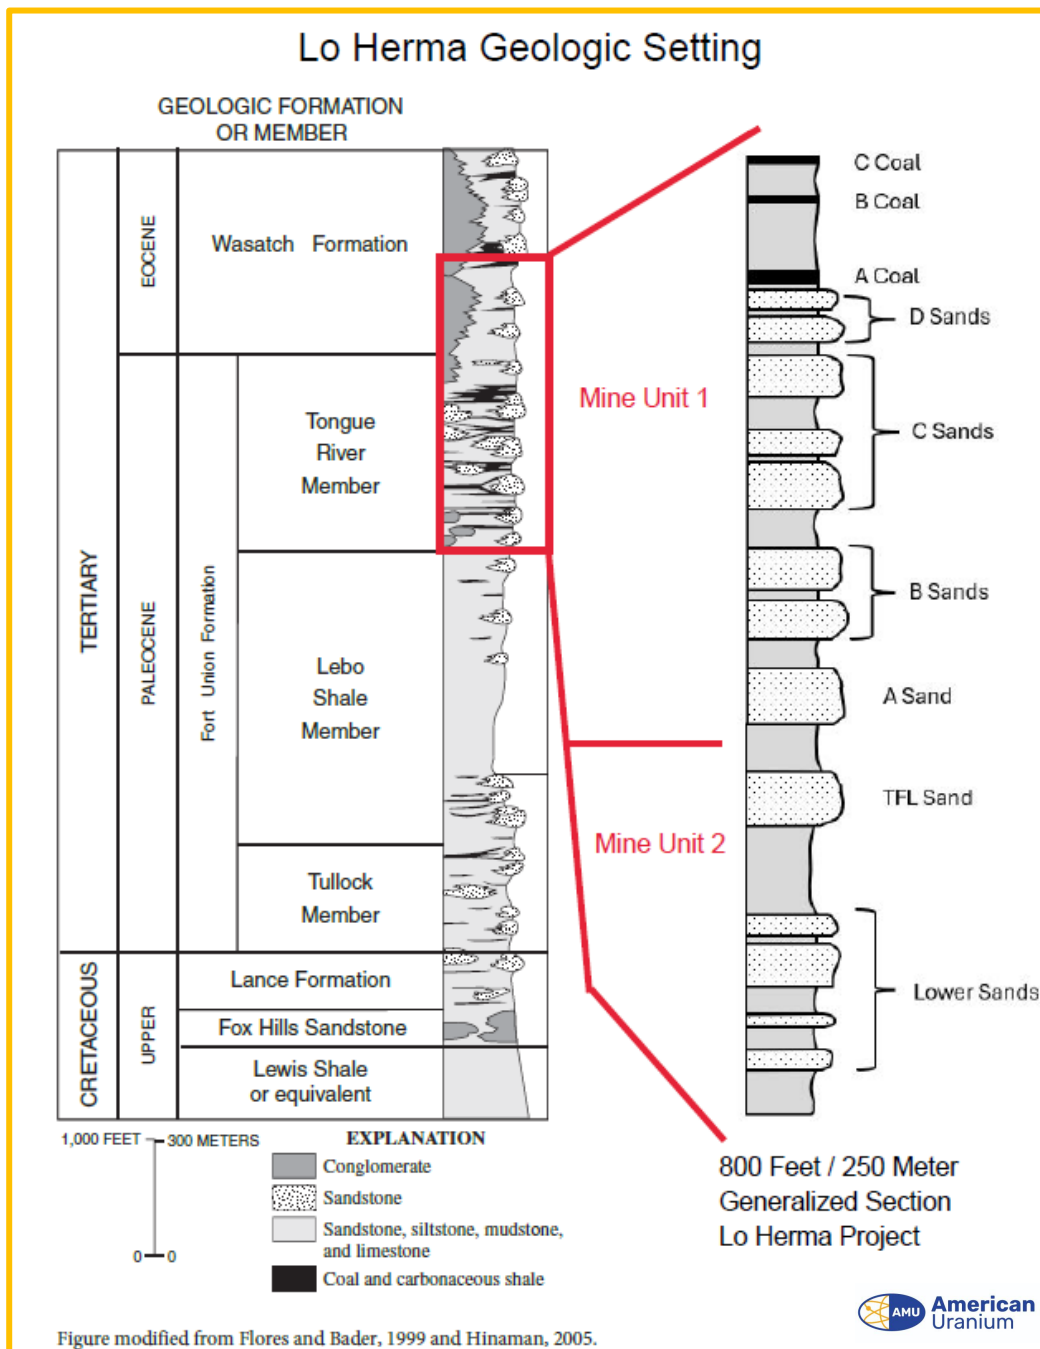 Lo Herma Geologic Setting
GEOLOGIC FORMATION
OR MEMBER
TERTIARY
EOCENE
Wasatch Formation
PALEOCENE
Fort Union Formation
Tongue
River
Member
Lebo
Shale
Member
Tullock
Member
CRETACEOUS
UPPER
Lance Formation
Fox Hills Sandstone
Lewis Shale
or equivalent
Mine Unit 1
Mine Unit 2
C Coal
B Coal
A Coal
D Sands
C Sands
B Sands
A Sand
TFL Sand
Lower Sands
1,000 FEET
300 METERS
0
0
EXPLANATION
Conglomerate
Sandstone
Sandstone, siltstone, mudstone,
and limestone
Coal and carbonaceous shale
800 Feet / 250 Meter
Generalized Section
Lo Herma Project
AMU
American
Uranium
Figure modified from Flores and Bader, 1999 and Hinaman, 2005.